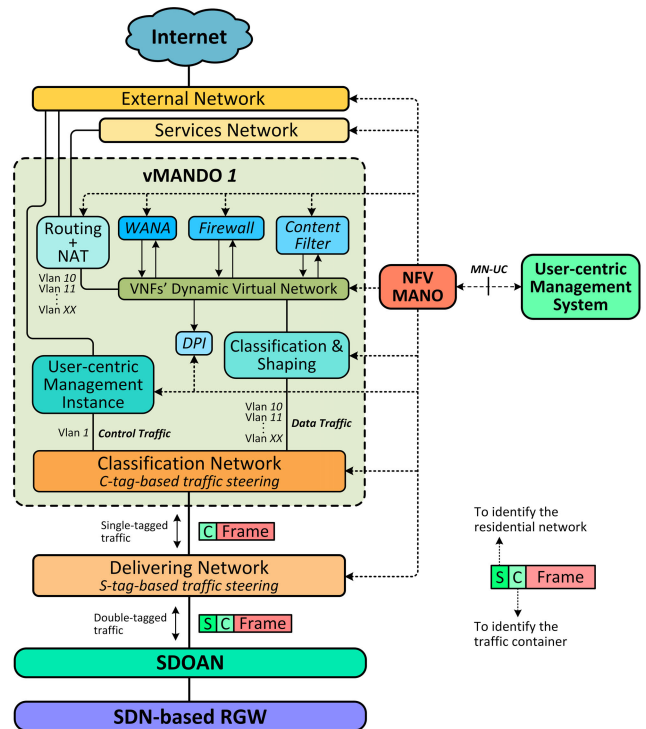 Internet
External Network
Services Network
vMANDO 1
Routing
+
NAT
WANA
Firewall
Content
Filter
Vlan 10
Vlan 11
Vlan XX
VNFs' Dynamic Virtual Network
NFV
MANO
MN-UC
User-centric
Management
System
DPI
Classification &
Shaping
User-centric
Management
Instance
Vlan 1
Control Traffic
Vlan 10
Vlan 11
Vlan XX
Data Traffic
Classification Network
C-tag-based traffic steering
Single-tagged
traffic
C Frame
Delivering Network
S-tag-based traffic steering
Double-tagged
traffic
S C Frame
To identify the
residential network
S C Frame
To identify the
traffic container
SDOAN
SDN-based RGW